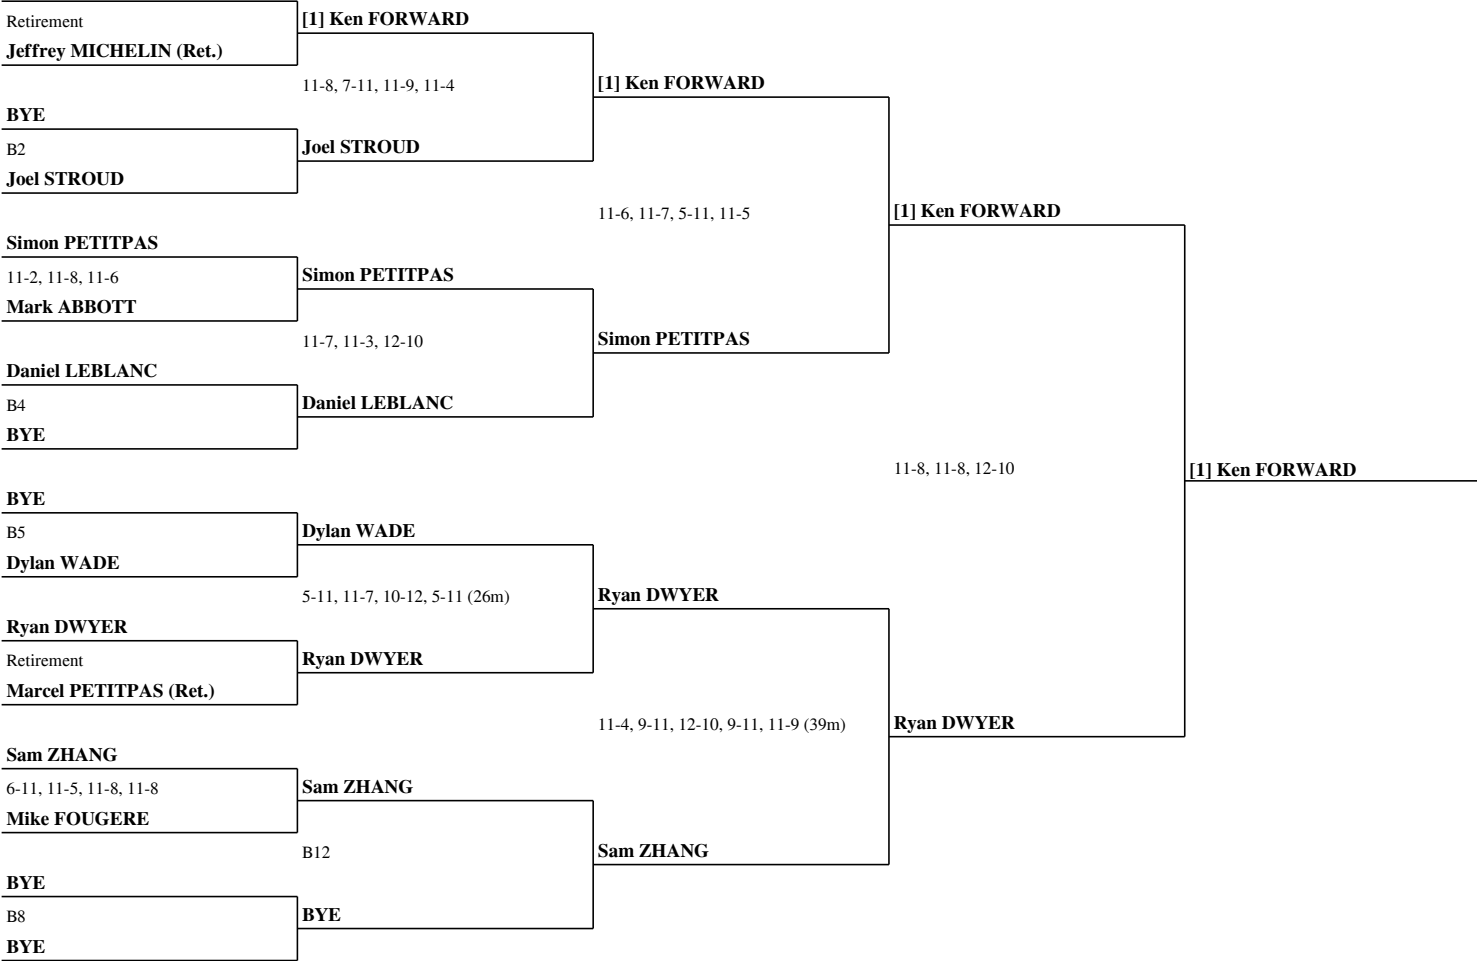 Retirement
Jeffrey MICHELIN (Ret.)
BYE
B2
Joel STROUD
Simon PETITPAS
11-2, 11-8, 11-6
Mark ABBOTT
Daniel LEBLANC
B4
BYE
BYE
B5
Dylan WADE
Ryan DWYER
Retirement
Marcel PETITPAS (Ret.)
Sam ZHANG
6-11, 11-5, 11-8, 11-8
Mike FOUGERE
BYE
B8
BYE
[1] Ken FORWARD
11-8, 7-11, 11-9, 11-4
Joel STROUD
Simon PETITPAS
11-7, 11-3, 12-10
Daniel LEBLANC
Dylan WADE
5-11, 11-7, 10-12, 5-11 (26m)
Ryan DWYER
Sam ZHANG
B12
BYE
[1] Ken FORWARD
11-6, 11-7, 5-11, 11-5
Simon PETITPAS
Ryan DWYER
11-4, 9-11, 12-10, 9-11, 11-9 (39m)
Sam ZHANG
[1] Ken FORWARD
11-8, 11-8, 12-10
Ryan DWYER
[1] Ken FORWARD